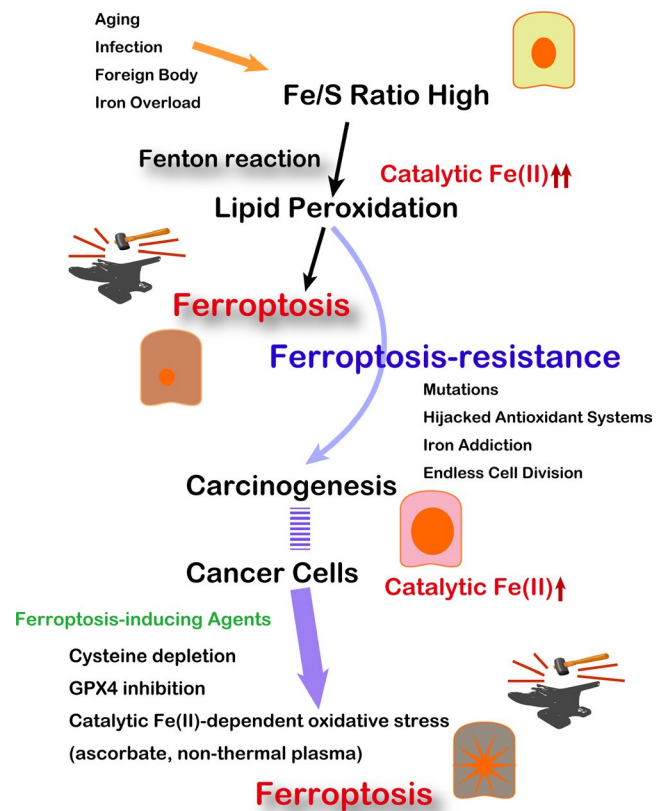 Aging
Infection
Foreign Body
Iron Overload
Fe/S Ratio High
Fenton reaction
Catalytic Fe(II)
Lipid Peroxidation
Ferroptosis
Ferroptosis-resistance
Mutations
Hijacked Antioxidant Systems
Iron Addiction
Endless Cell Division
Carcinogenesis
Cancer Cells
Catalytic Fe(II)
Ferroptosis-inducing Agents
Cysteine depletion
GPX4 inhibition
Catalytic Fe(II)-dependent oxidative stress
(ascorbate, non-thermal plasma)
Ferroptosis